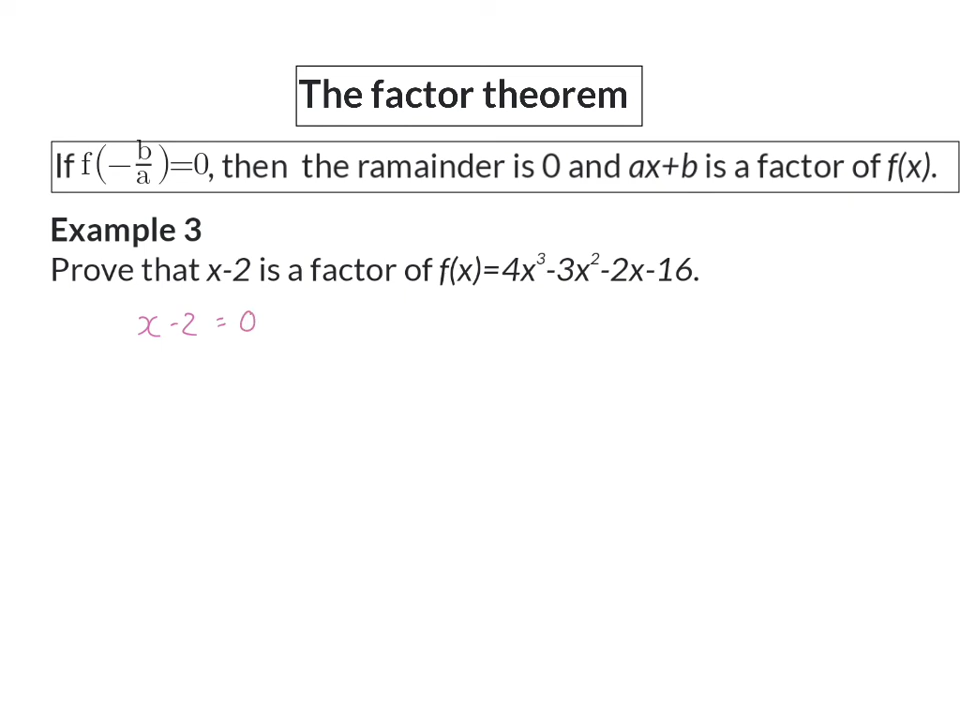 The factor theorem
If f(-b/a)=0, then the ramainder is 0 and ax+b is a factor of f(x).
Example 3
Prove that x-2 is a factor of f(x)=4x³-3x²-2x-16.
x - 2 = 0